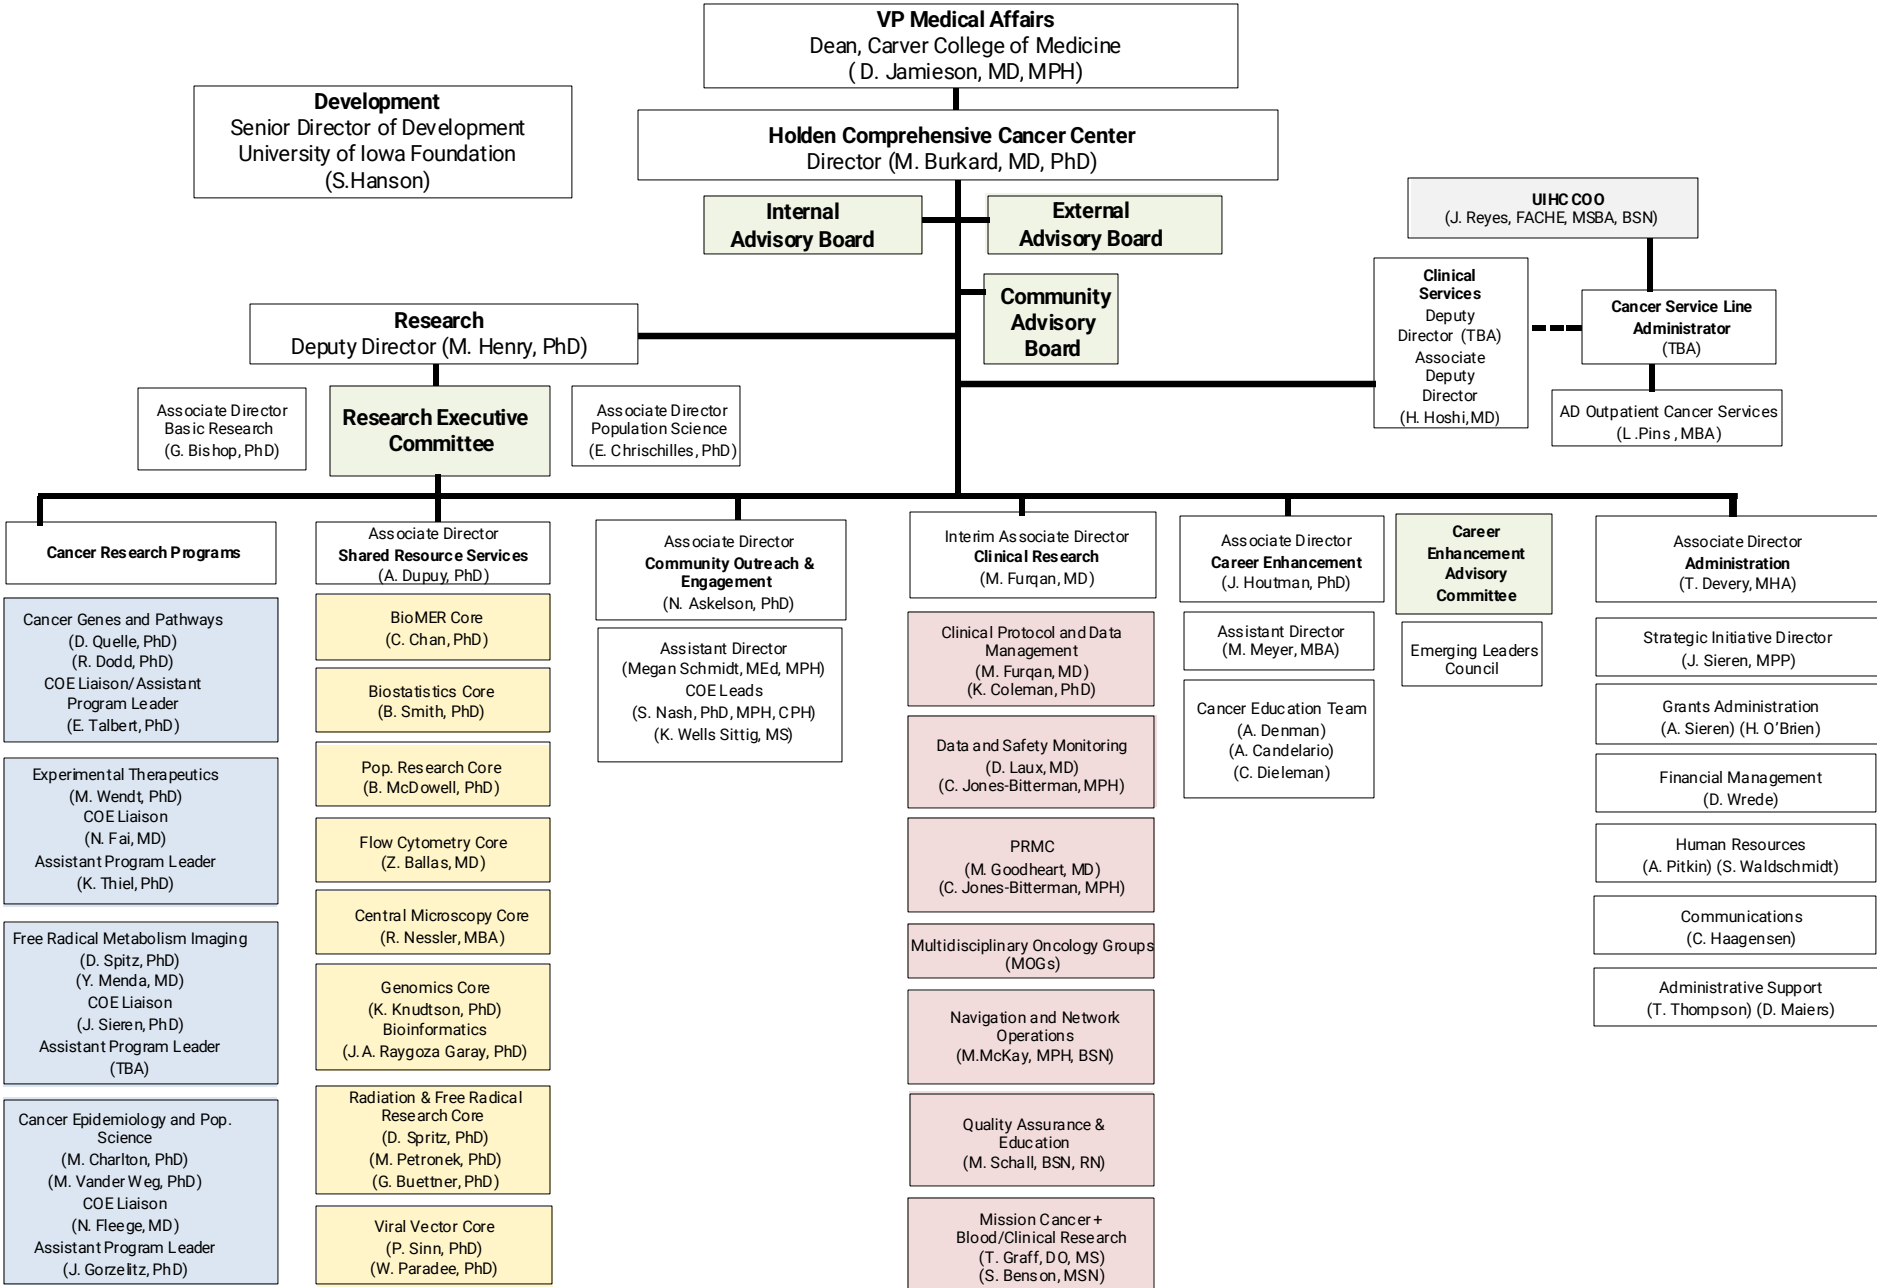 VP Medical Affairs
Dean, Carver College of Medicine
( D. Jamieson, MD, MPH)
Development
Senior Director of Development
University of Iowa Foundation
(S.Hanson)
Holden Comprehensive Cancer Center
Director (M. Burkard, MD, PhD)
Internal
Advisory Board
External
Advisory Board
Community
Advisory
Board
UIHC COO
(J. Reyes, FACHE, MSBA, BSN)
Clinical
Services
Deputy
Director (TBA)
Associate
Deputy
Director
(H. Hoshi, MD)
Cancer Service Line
Administrator
(TBA)
AD Outpatient Cancer Services
(L .Pins , MBA)
Research
Deputy Director (M. Henry, PhD)
Associate Director
Basic Research
(G. Bishop, PhD)
Research Executive
Committee
Associate Director
Population Science
(E. Chrischilles, PhD)
Cancer Research Programs
Cancer Genes and Pathways
(D. Quelle, PhD)
(R. Dodd, PhD)
COE Liaison/Assistant
Program Leader
(E. Talbert, PhD)
Experimental Therapeutics
(M. Wendt, PhD)
COE Liaison
(N. Fai, MD)
Assistant Program Leader
(K. Thiel, PhD)
Free Radical Metabolism Imaging
(D. Spitz, PhD)
(Y. Menda, MD)
COE Liaison
(J. Sieren, PhD)
Assistant Program Leader
(TBA)
Cancer Epidemiology and Pop.
Science
(M. Charlton, PhD)
(M. Vander Weg, PhD)
COE Liaison
(N. Fleege, MD)
Assistant Program Leader
(J. Gorzelitz, PhD)
Associate Director
Shared Resource Services
(A. Dupuy, PhD)
BioMER Core
(C. Chan, PhD)
Biostatistics Core
(B. Smith, PhD)
Pop. Research Core
(B. McDowell, PhD)
Flow Cytometry Core
(Z. Ballas, MD)
Central Microscopy Core
(R. Nessler, MBA)
Genomics Core
(K. Knudtson, PhD)
Bioinformatics
(J.A. Raygoza Garay, PhD)
Radiation & Free Radical
Research Core
(D. Spritz, PhD)
(M. Petronek, PhD)
(G. Buettner, PhD)
Viral Vector Core
(P. Sinn, PhD)
(W. Paradee, PhD)
Associate Director
Community Outreach &
Engagement
(N. Askelson, PhD)
Assistant Director
(Megan Schmidt, MEd, MPH)
COE Leads
(S. Nash, PhD, MPH, CPH)
(K. Wells Sittig, MS)
Interim Associate Director
Clinical Research
(M. Furqan, MD)
Clinical Protocol and Data
Management
(M. Furqan, MD)
(K. Coleman, PhD)
Data and Safety Monitoring
(D. Laux, MD)
(C. Jones-Bitterman, MPH)
PRMC
(M. Goodheart, MD)
(C. Jones-Bitterman, MPH)
Multidisciplinary Oncology Groups
(MOGs)
Navigation and Network
Operations
(M.McKay, MPH, BSN)
Quality Assurance &
Education
(M. Schall, BSN, RN)
Mission Cancer +
Blood/Clinical Research
(T. Graff, DO, MS)
(S. Benson, MSN)
Associate Director
Career Enhancement
(J. Houtman, PhD)
Assistant Director
(M. Meyer, MBA)
Cancer Education Team
(A. Denman)
(A. Candelario)
(C. Dieleman)
Career
Enhancement
Advisory
Committee
Emerging Leaders
Council
Associate Director
Administration
(T. Devery, MHA)
Strategic Initiative Director
(J. Sieren, MPP)
Grants Administration
(A. Sieren) (H. O’Brien)
Financial Management
(D. Wrede)
Human Resources
(A. Pitkin) (S. Waldschmidt)
Communications
(C. Haagensen)
Administrative Support
(T. Thompson) (D. Maiers)